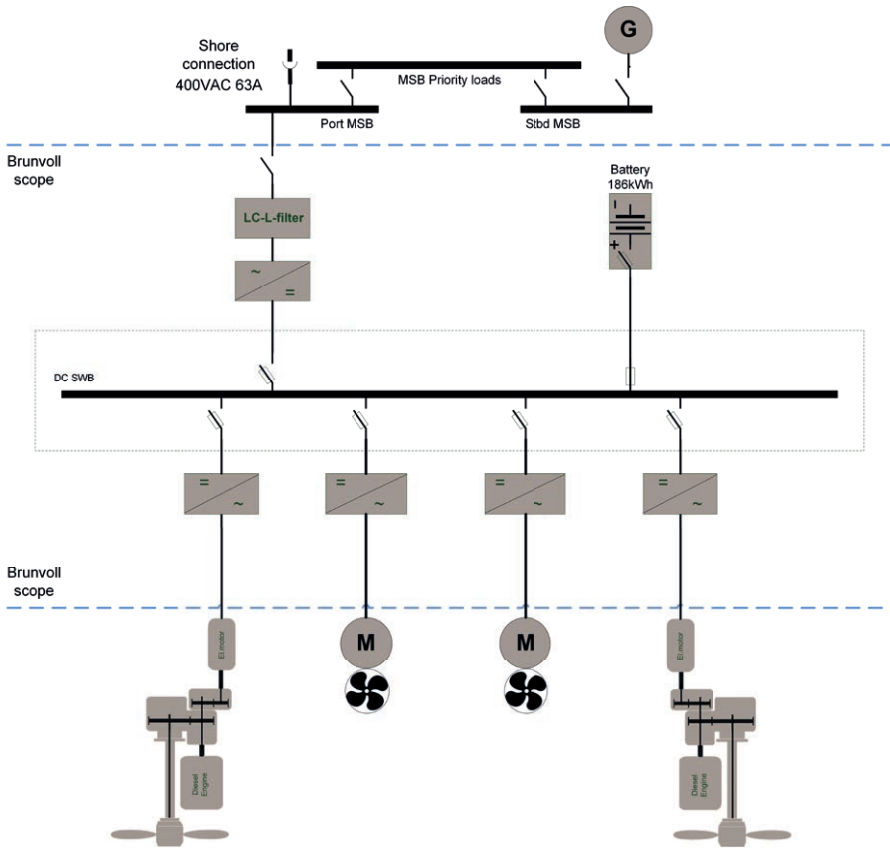 G
Shore
connection
400VAC 63A
MSB Priority loads
Port MSB
Stbd MSB
Brunvoll
scope
Battery
186kWh
LC-L-filter
~
=
DC SWB
=
~
=
~
=
~
=
~
Brunvoll
scope
El.motor
M
M
El.motor
Diesel
Engine
Diesel
Engine